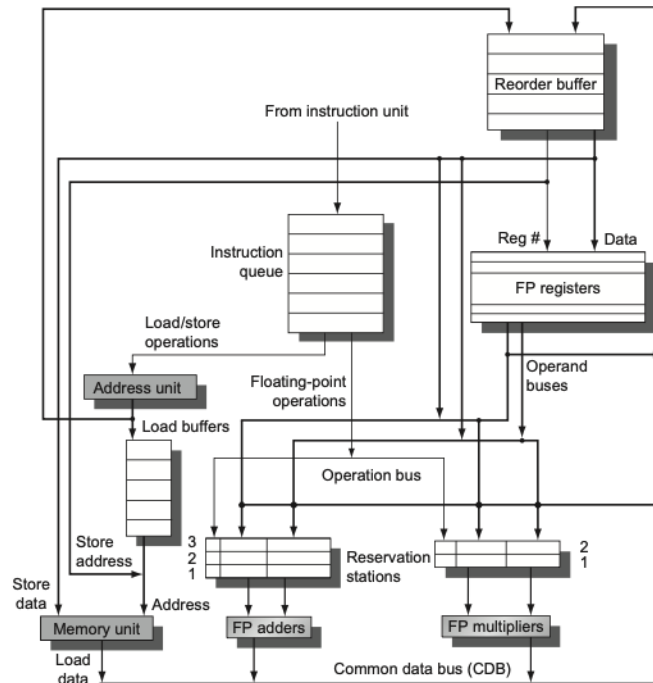 Reorder buffer
From instruction unit
Reg #
Data
Instruction
queue
FP registers
Load/store
operations
Operand
buses
Address unit
Floating-point
operations
Load buffers
Operation bus
Store
address
3
2
1
Reservation
stations
2
1
Store
data
Address
Memory unit
FP adders
FP multipliers
Load
data
Common data bus (CDB)